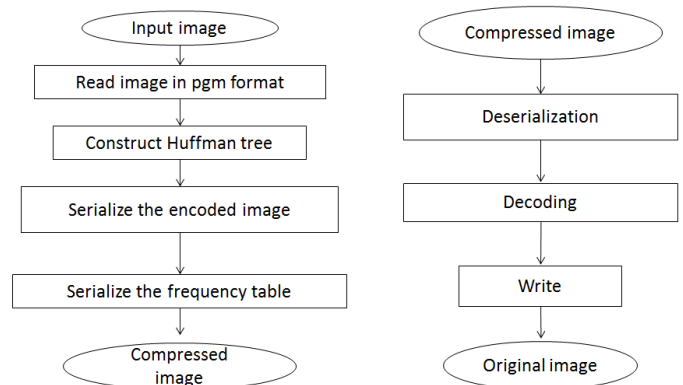 Input image
Read image in pgm format
Construct Huffman tree
Serialize the encoded image
Serialize the frequency table
Compressed
image
Compressed image
Deserialization
Decoding
Write
Original image